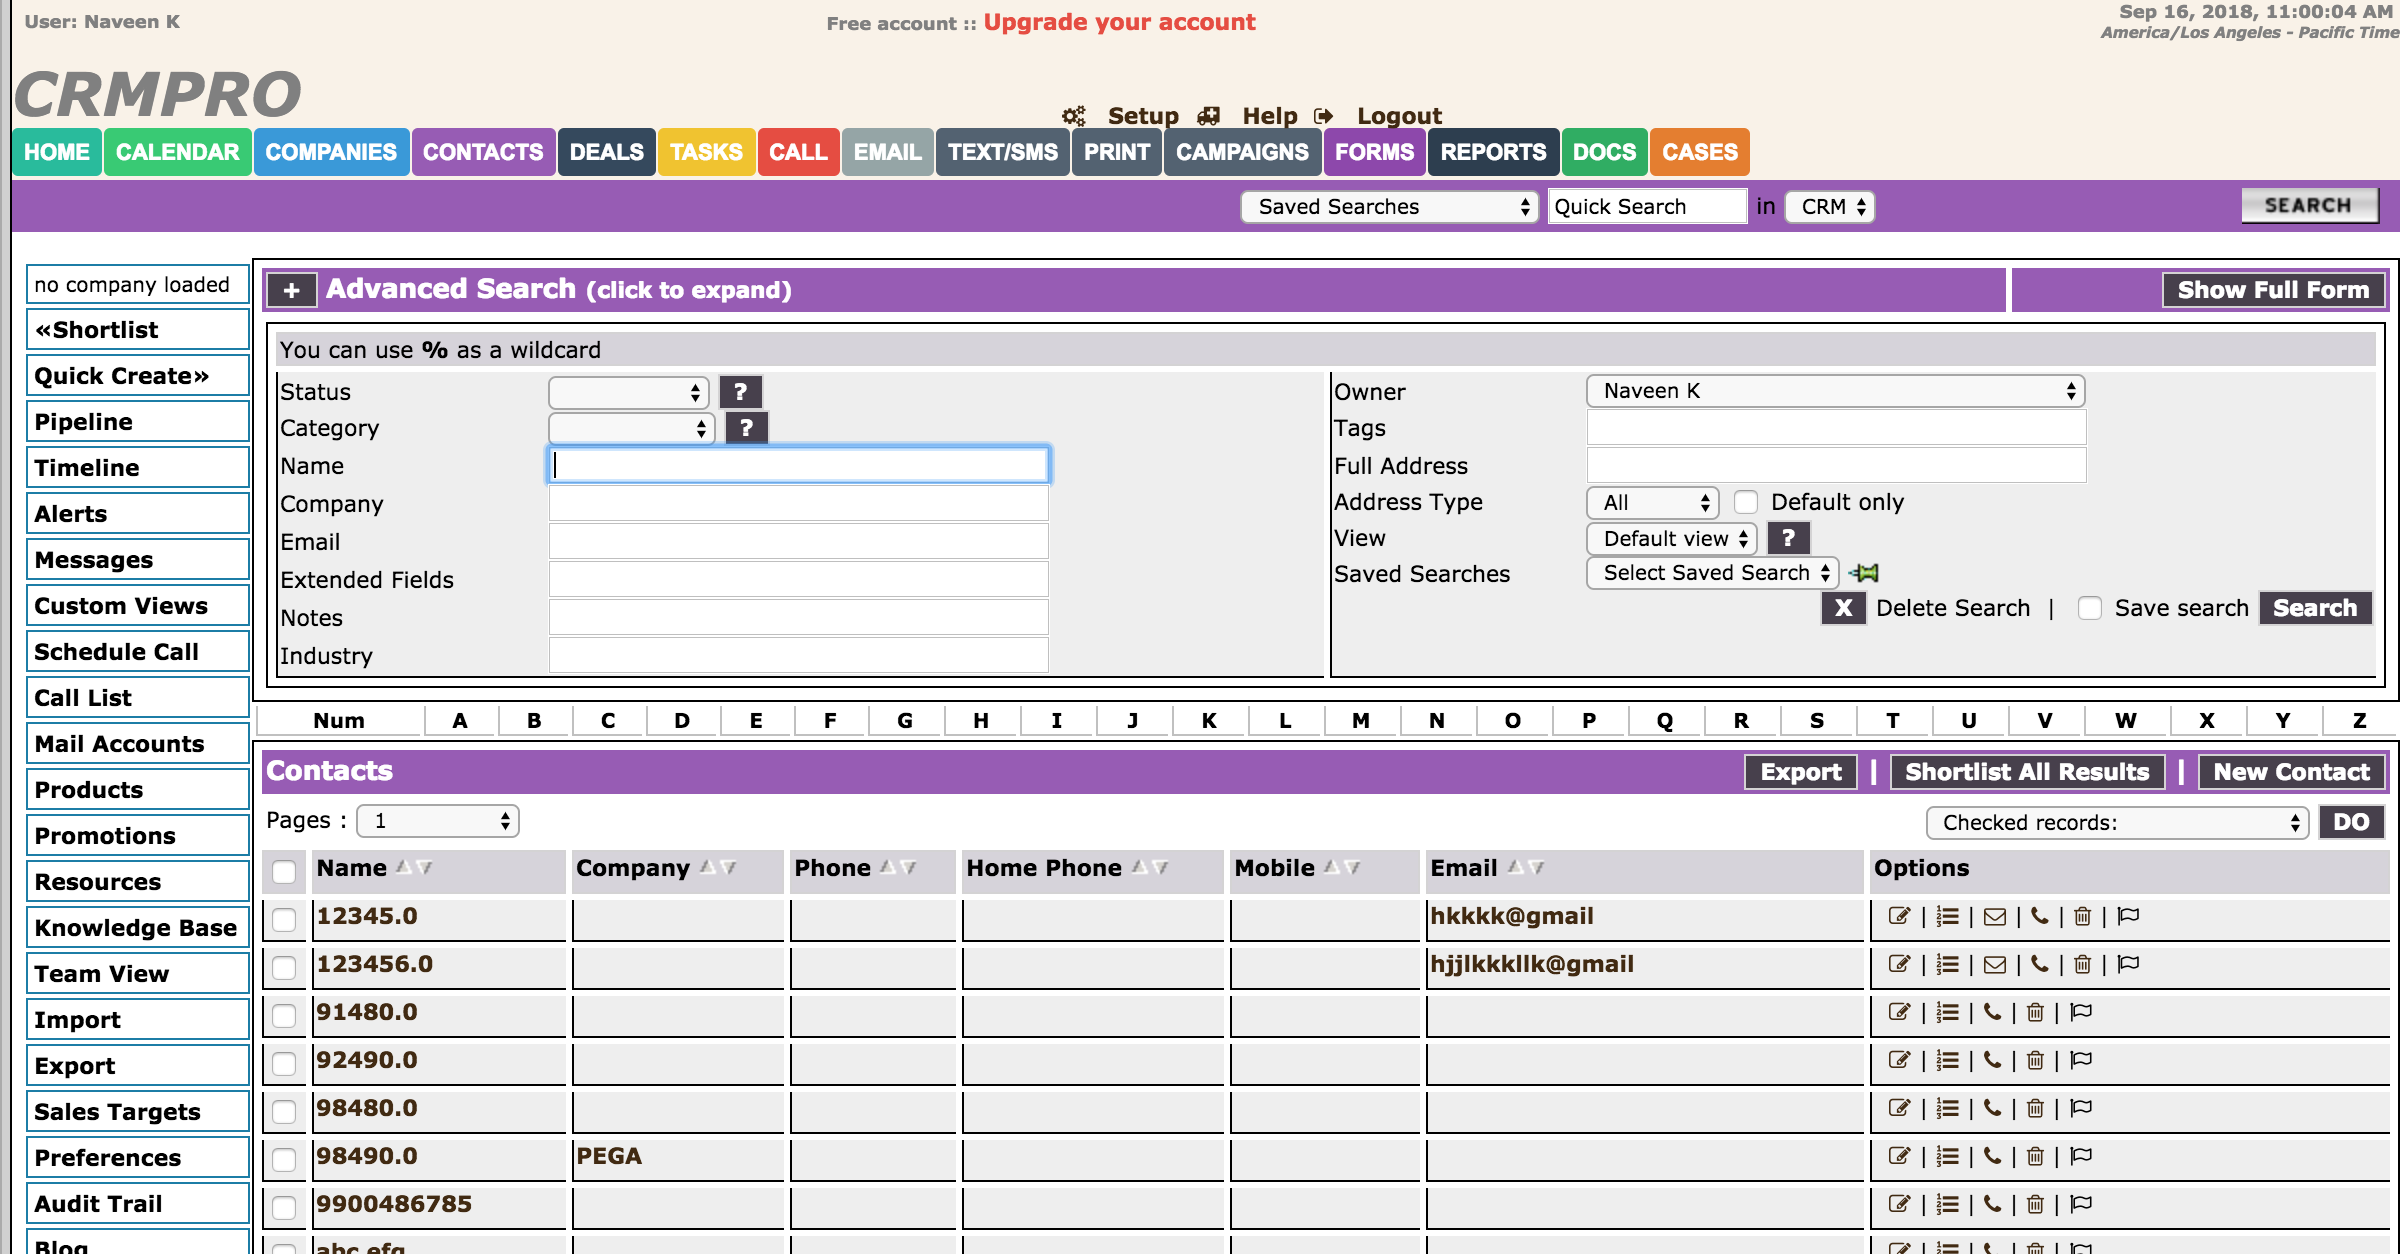 User: Naveen K
Free account :: Upgrade your account
Sep 16, 2018, 11:00:04 AM
America/Los Angeles - Pacific Time
CRMPRO
Setup Help Logout
HOME CALENDAR COMPANIES CONTACTS DEALS TASKS CALL EMAIL TEXT/SMS PRINT CAMPAIGNS FORMS REPORTS DOCS CASES
Saved Searches Quick Search in CRM SEARCH
no company loaded
«Shortlist
Quick Create»
Pipeline
Timeline
Alerts
Messages
Custom Views
Schedule Call
Call List
Mail Accounts
Products
Promotions
Resources
Knowledge Base
Team View
Import
Export
Sales Targets
Preferences
Audit Trail
Blog
+ Advanced Search (click to expand) Show Full Form
You can use % as a wildcard
Status ?
Category ?
Name
Company
Email
Extended Fields
Notes
Industry
Owner Naveen K
Tags
Full Address
Address Type All Default only
View Default view ?
Saved Searches Select Saved Search
X Delete Search | Save search Search
Num A B C D E F G H I J K L M N O P Q R S T U V W X Y Z
Contacts Export | Shortlist All Results | New Contact
Pages : 1 Checked records: DO
Name Company Phone Home Phone Mobile Email Options
12345.0 hkkkk@gmail | | | | |
123456.0 hjjlkkkllk@gmail | | | | |
91480.0 | | | |
92490.0 | | | |
98480.0 | | | |
98490.0 PEGA | | | |
9900486785 | | | |
abc efg | | | |